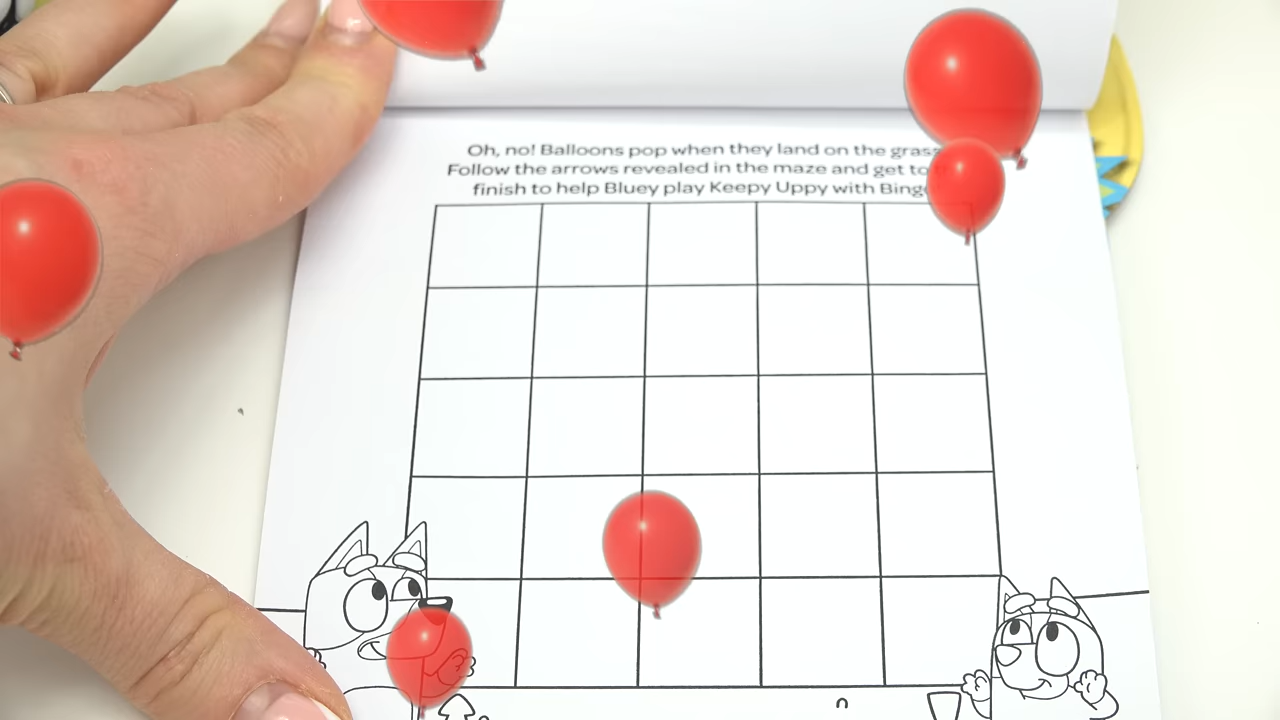 Oh, no! Balloons pop when they land on the grass
Follow the arrows revealed in the maze and get to
finish to help Bluey play Keepy Uppy with Bingo